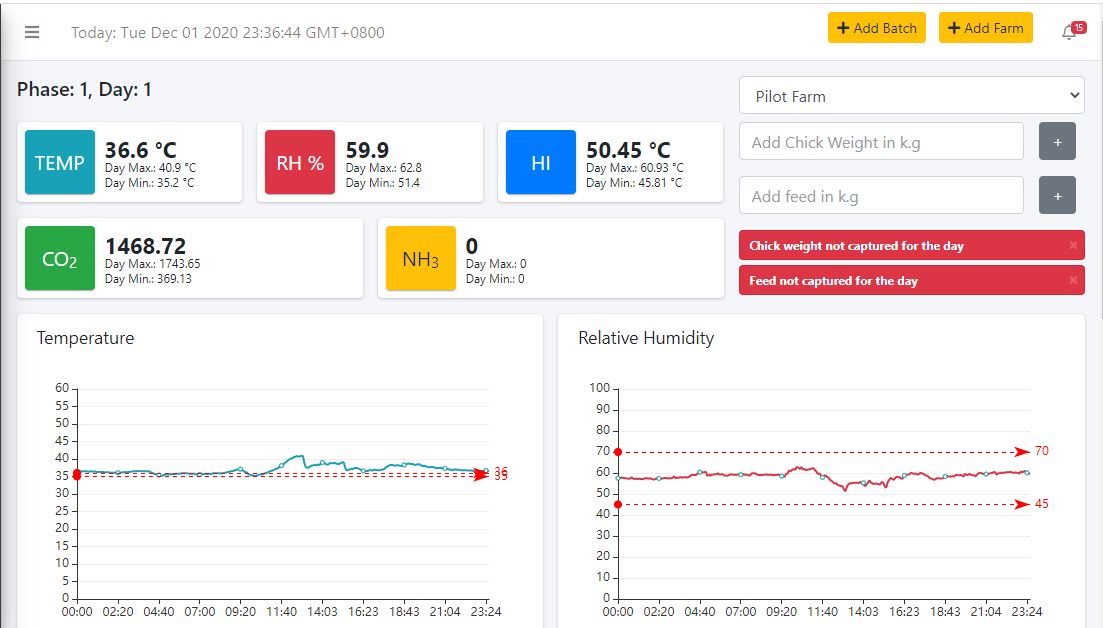 Today: Tue Dec 01 2020 23:36:44 GMT+0800
+ Add Batch
+ Add Farm
15
Phase: 1, Day: 1
Pilot Farm
TEMP
36.6 °C
Day Max.: 40.9 °C
Day Min.: 35.2 °C
RH %
59.9
Day Max.: 62.8
Day Min.: 51.4
HI
50.45 °C
Day Max.: 60.93 °C
Day Min.: 45.81 °C
Add Chick Weight in k.g
+
Add feed in k.g
+
CO2
1468.72
Day Max.: 1743.65
Day Min.: 369.13
NH3
0
Day Max.: 0
Day Min.: 0
Chick weight not captured for the day ×
Feed not captured for the day ×
Temperature
60
55
50
45
40
35
30
25
20
15
10
5
0
36
35
00:00 02:20 04:40 07:00 09:20 11:40 14:03 16:23 18:43 21:04 23:24
Relative Humidity
100
90
80
70
60
50
40
30
20
10
0
70
45
00:00 02:20 04:40 07:00 09:20 11:40 14:03 16:23 18:43 21:04 23:24